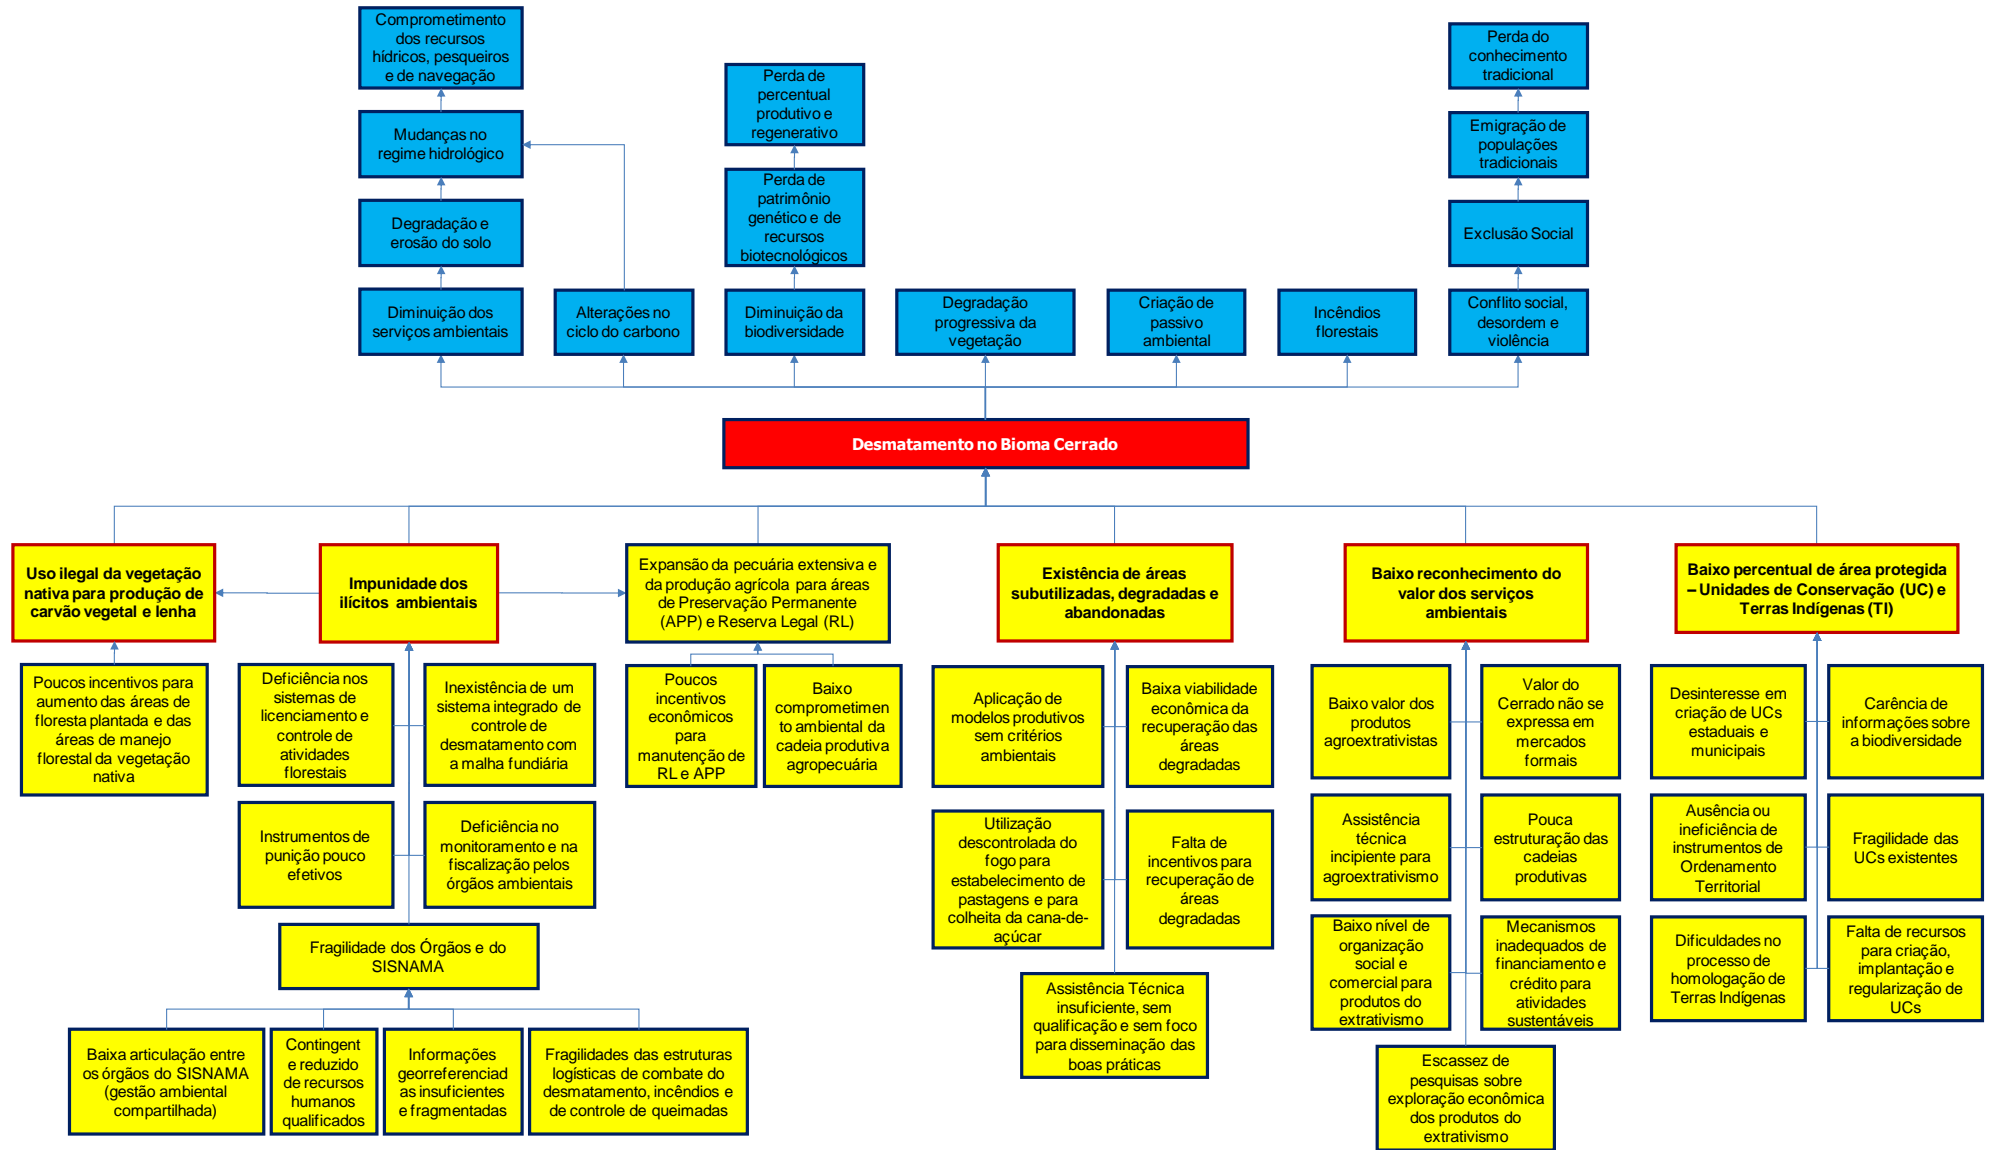 Comprometimento
dos recursos
hídricos, pesqueiros
e de navegação
Mudanças no
regime hidrológico
Degradação e
erosão do solo
Diminuição dos
serviços ambientais
Alterações no
ciclo do carbono
Perda de
percentual
produtivo e
regenerativo
Perda de
patrimônio
genético e de
recursos
biotecnológicos
Diminuição da
biodiversidade
Degradação
progressiva da
vegetação
Criação de
passivo
ambiental
Incêndios
florestais
Perda do
conhecimento
tradicional
Emigração de
populações
tradicionais
Exclusão Social
Conflito social,
desordem e
violência
Desmatamento no Bioma Cerrado
Uso ilegal da vegetação
nativa para produção de
carvão vegetal e lenha
Impunidade dos
ilícitos ambientais
Expansão da pecuária extensiva e
da produção agrícola para áreas
de Preservação Permanente
(APP) e Reserva Legal (RL)
Existência de áreas
subutilizadas, degradadas e
abandonadas
Baixo reconhecimento do
valor dos serviços
ambientais
Baixo percentual de área protegida
– Unidades de Conservação (UC) e
Terras Indígenas (TI)
Poucos incentivos para
aumento das áreas de
floresta plantada e das
áreas de manejo
florestal da vegetação
nativa
Deficiência nos
sistemas de
licenciamento e
controle de
atividades
florestais
Inexistência de um
sistema integrado de
controle de
desmatamento com
a malha fundiária
Instrumentos de
punição pouco
efetivos
Deficiência no
monitoramento e na
fiscalização pelos
órgãos ambientais
Fragilidade dos Órgãos e do
SISNAMA
Baixa articulação entre
os órgãos do SISNAMA
(gestão ambiental
compartilhada)
Contingent
e reduzido
de recursos
humanos
qualificados
Informações
georreferenciad
as insuficientes
e fragmentadas
Fragilidades das estruturas
logísticas de combate do
desmatamento, incêndios e
de controle de queimadas
Poucos
incentivos
econômicos
para
manutenção de
RL e APP
Baixo
comprometimen
to ambiental da
cadeia produtiva
agropecuária
Aplicação de
modelos produtivos
sem critérios
ambientais
Baixa viabilidade
econômica da
recuperação das
áreas
degradadas
Utilização
descontrolada do
fogo para
estabelecimento de
pastagens e para
colheita da cana-de-
açúcar
Falta de
incentivos para
recuperação de
áreas
degradadas
Assistência Técnica
insuficiente, sem
qualificação e sem foco
para disseminação das
boas práticas
Baixo valor dos
produtos
agroextrativistas
Valor do
Cerrado não se
expressa em
mercados
formais
Assistência
técnica
incipiente para
agroextrativismo
Pouca
estruturação das
cadeias
produtivas
Baixo nível de
organização
social e
comercial para
produtos do
extrativismo
Mecanismos
inadequados de
financiamento e
crédito para
atividades
sustentáveis
Escassez de
pesquisas sobre
exploração econômica
dos produtos do
extrativismo
Desinteresse em
criação de UCs
estaduais e
municipais
Carência de
informações sobre
a biodiversidade
Ausência ou
ineficiência de
instrumentos de
Ordenamento
Territorial
Fragilidade das
UCs existentes
Dificuldades no
processo de
homologação de
Terras Indígenas
Falta de recursos
para criação,
implantação e
regularização de
UCs